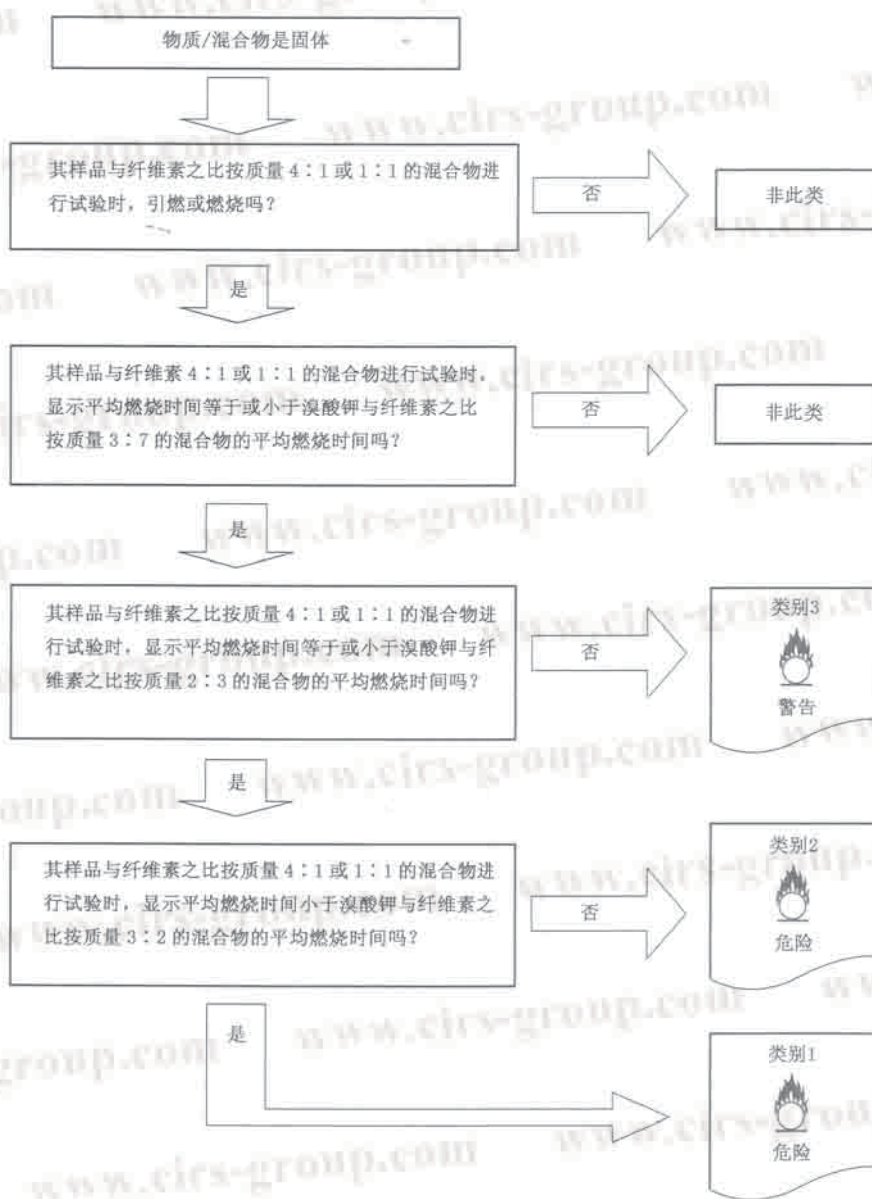 物质/混合物是固体
其样品与纤维素之比按质量 4∶1 或 1∶1 的混合物进
行试验时，引燃或燃烧吗?
否
非此类
是
其样品与纤维素 4∶1 或 1∶1 的混合物进行试验时，
显示平均燃烧时间等于或小于溴酸钾与纤维素之比
按质量 3∶7 的混合物的平均燃烧时间吗?
否
非此类
是
其样品与纤维素之比按质量 4∶1 或 1∶1 的混合物进
行试验时，显示平均燃烧时间等于或小于溴酸钾与纤
维素之比按质量 2∶3 的混合物的平均燃烧时间吗?
否
类别3
警告
是
其样品与纤维素之比按质量 4∶1 或 1∶1 的混合物进
行试验时，显示平均燃烧时间小于溴酸钾与纤维素之
比按质量 3∶2 的混合物的平均燃烧时间吗?
否
类别2
危险
是
类别1
危险
www.cirs-group.com